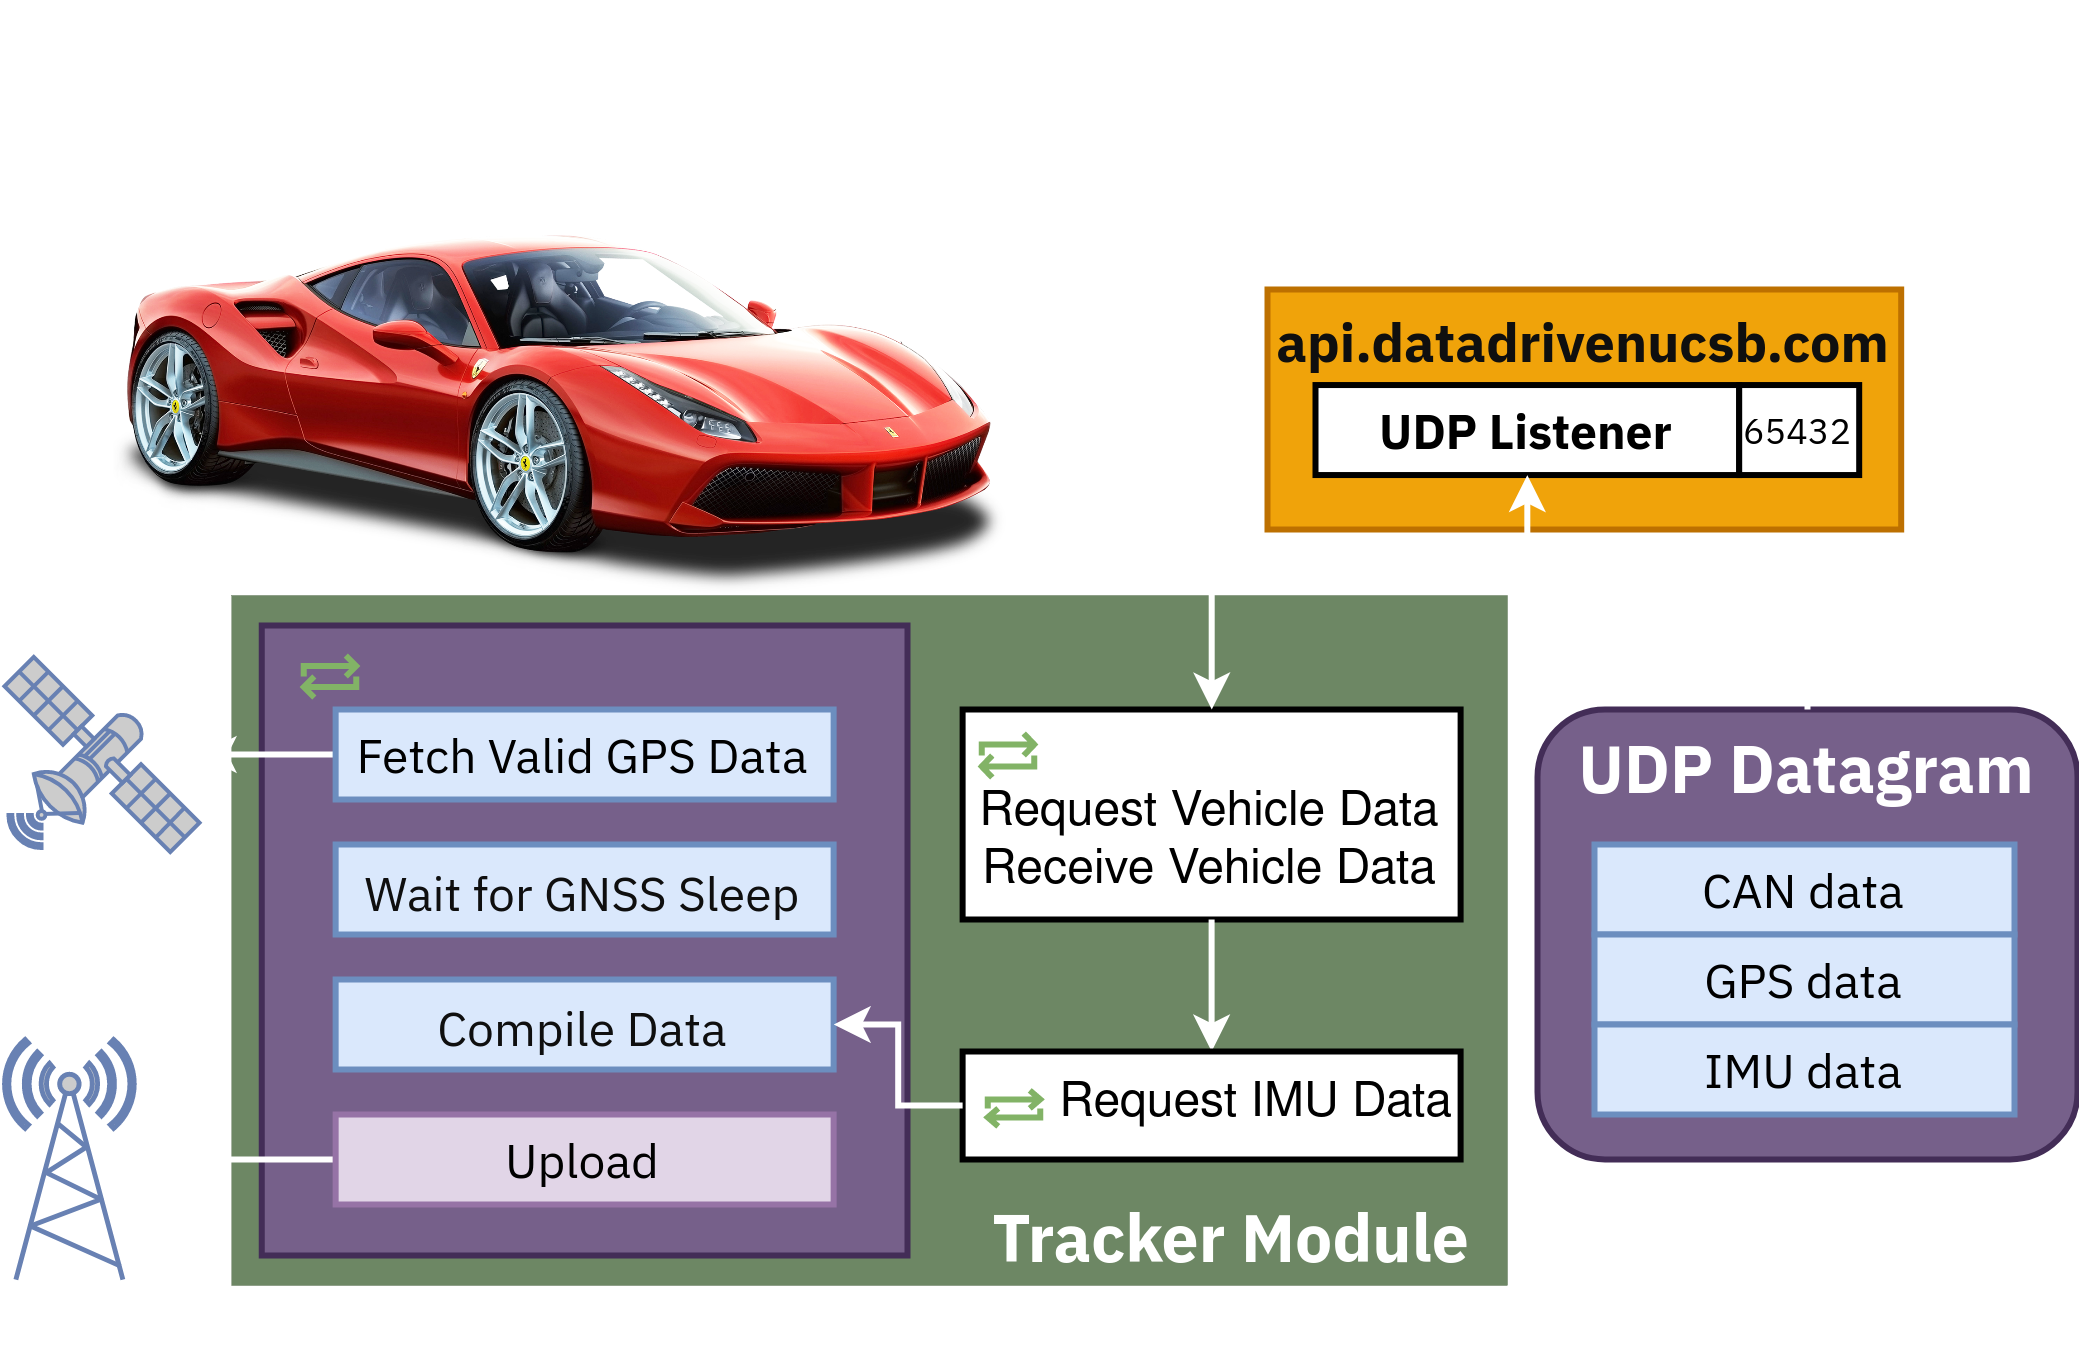 api.datadrivenucsb.com
UDP Listener
65432
Fetch Valid GPS Data
Wait for GNSS Sleep
Compile Data
Upload
Request Vehicle Data
Receive Vehicle Data
Request IMU Data
Tracker Module
UDP Datagram
CAN data
GPS data
IMU data